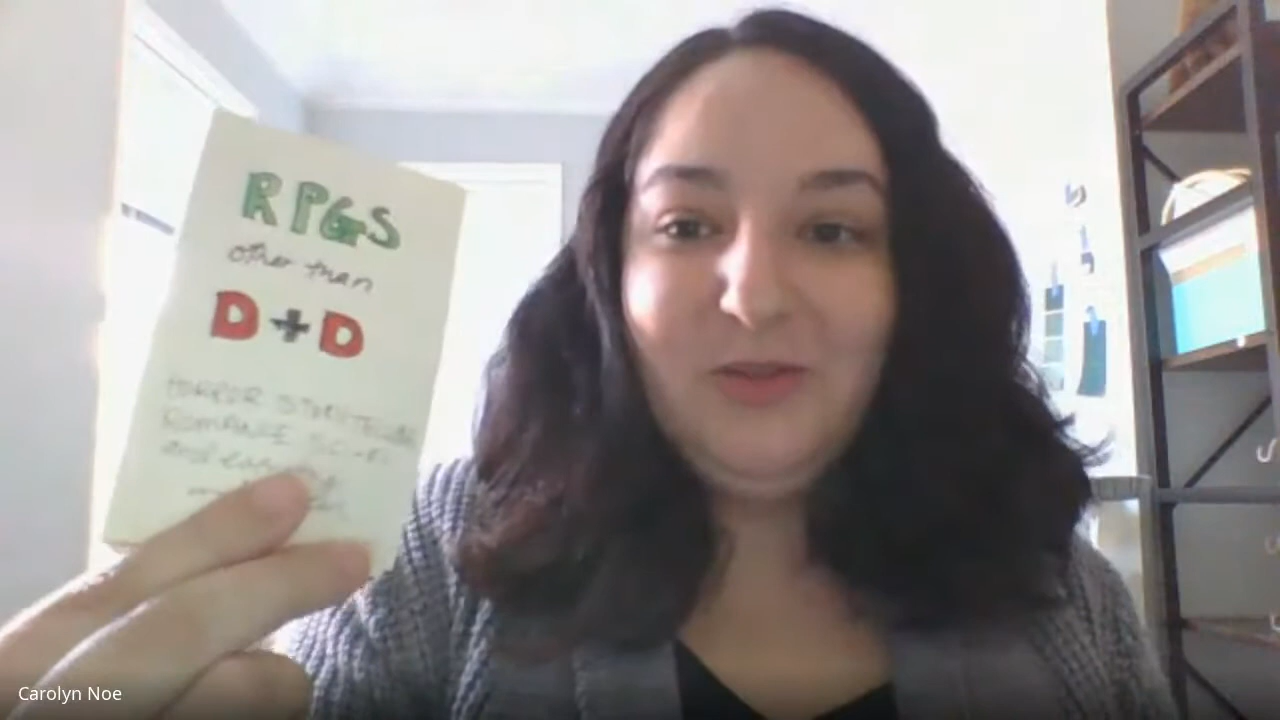 RPGS
other than
D+D
HORROR STORYTELLING
ROMANCE SCI-FI
and
Carolyn Noe